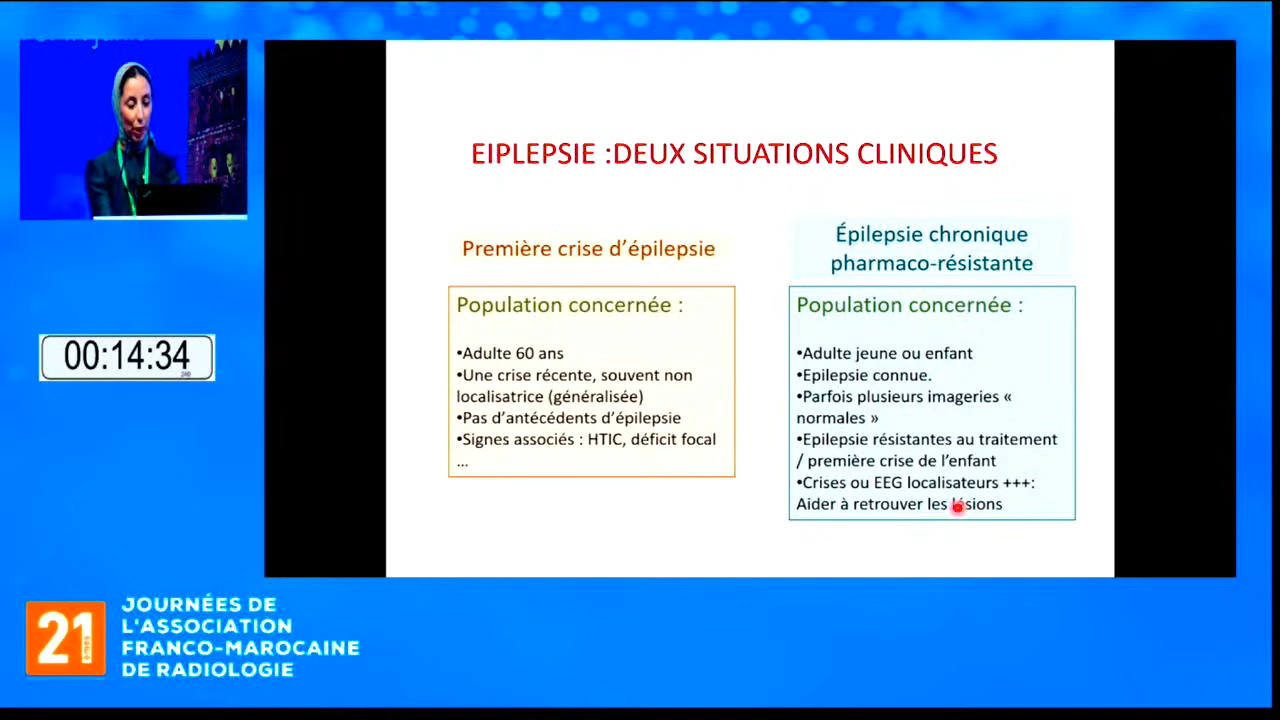 EIPLEPSIE :DEUX SITUATIONS CLINIQUES
Première crise d'épilepsie
Population concernée :
•Adulte 60 ans
•Une crise récente, souvent non
localisatrice (généralisée)
•Pas d'antécédents d'épilepsie
•Signes associés : HTIC, déficit focal
...
Épilepsie chronique
pharmaco-résistante
Population concernée :
•Adulte jeune ou enfant
•Epilepsie connue.
•Parfois plusieurs imageries «
normales »
•Epilepsie résistantes au traitement
/ première crise de l'enfant
•Crises ou EEG localisateurs +++:
Aider à retrouver les lésions
00:14:34
21
èmes
JOURNÉES DE
L'ASSOCIATION
FRANCO-MAROCAINE
DE RADIOLOGIE